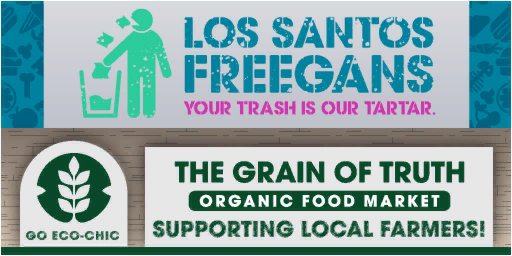 LOS SANTOS
FREEGANS
YOUR TRASH IS OUR TARTAR.
GO ECO-CHIC
THE GRAIN OF TRUTH
ORGANIC FOOD MARKET
SUPPORTING LOCAL FARMERS!